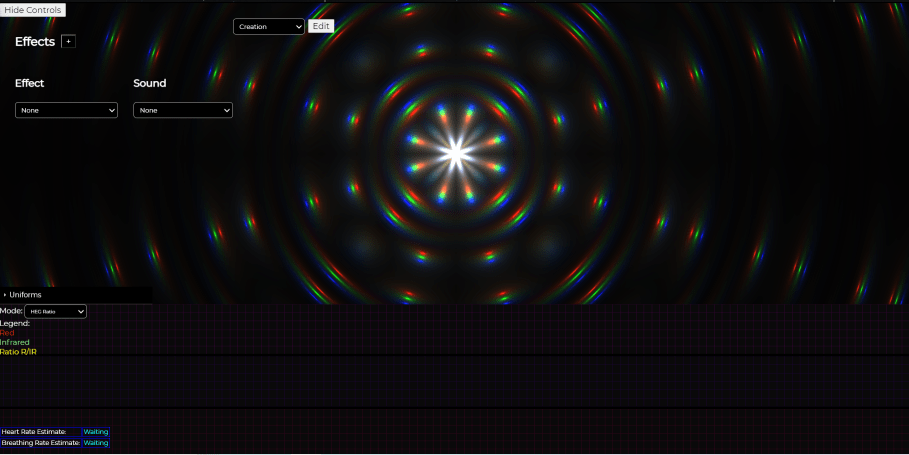 Hide Controls
Creation Edit
Effects +
Effect Sound
None None
Uniforms
Mode: HEG Ratio
Legend:
Red
Infrared
Ratio R/IR
Heart Rate Estimate: Waiting
Breathing Rate Estimate: Waiting